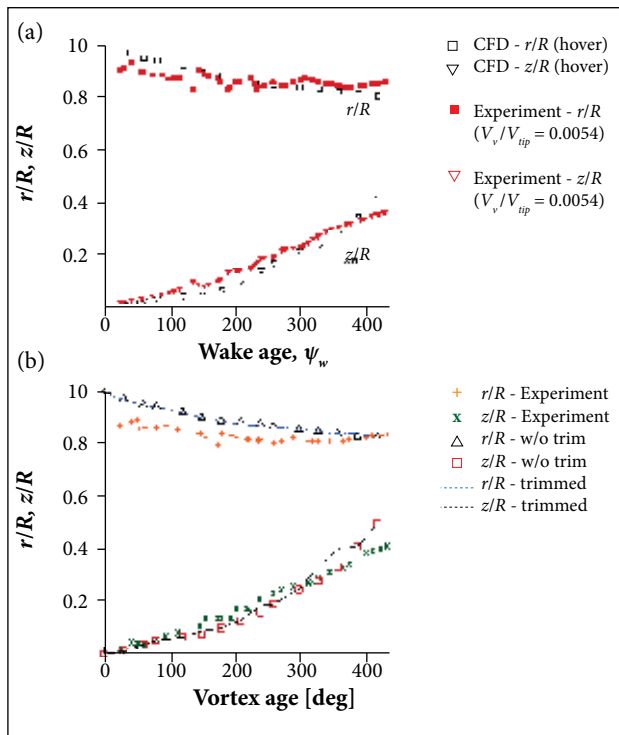 (a)
10
0.8
0.6
0.4
0.2
0
100
200
300
400
r/R, z/R
r/R
z/R
Wake age, ψw
CFD - r/R (hover)
CFD - z/R (hover)
Experiment - r/R
(Vv/Vtip = 0.0054)
Experiment - z/R
(Vv/Vtip = 0.0054)
(b)
10
0.8
0.6
0.4
0.2
0
100
200
300
400
r/R, z/R
Vortex age [deg]
r/R - Experiment
z/R - Experiment
r/R - w/o trim
z/R - w/o trim
r/R - trimmed
z/R - trimmed